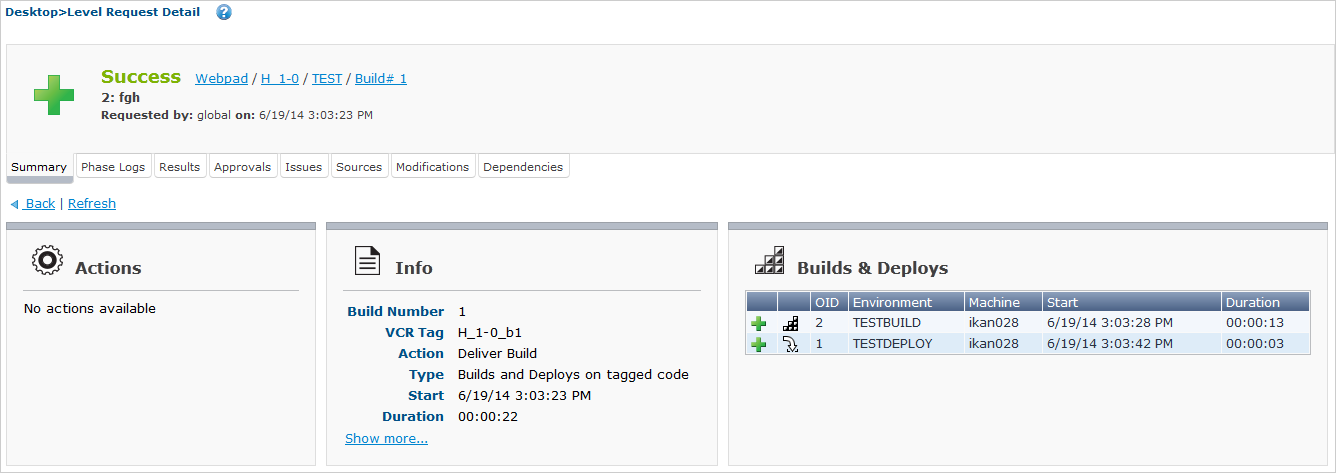 Desktop>Level Request Detail
Success Webpad / H_1-0 / TEST / Build# 1
2: fgh
Requested by: global on: 6/19/14 3:03:23 PM
Summary Phase Logs Results Approvals Issues Sources Modifications Dependencies
Back | Refresh
Actions
No actions available
Info
Build Number 1
VCR Tag H_1-0_b1
Action Deliver Build
Type Builds and Deploys on tagged code
Start 6/19/14 3:03:23 PM
Duration 00:00:22
Show more...
Builds & Deploys
OID Environment Machine Start Duration
2 TESTBUILD ikan028 6/19/14 3:03:28 PM 00:00:13
1 TESTDEPLOY ikan028 6/19/14 3:03:42 PM 00:00:03